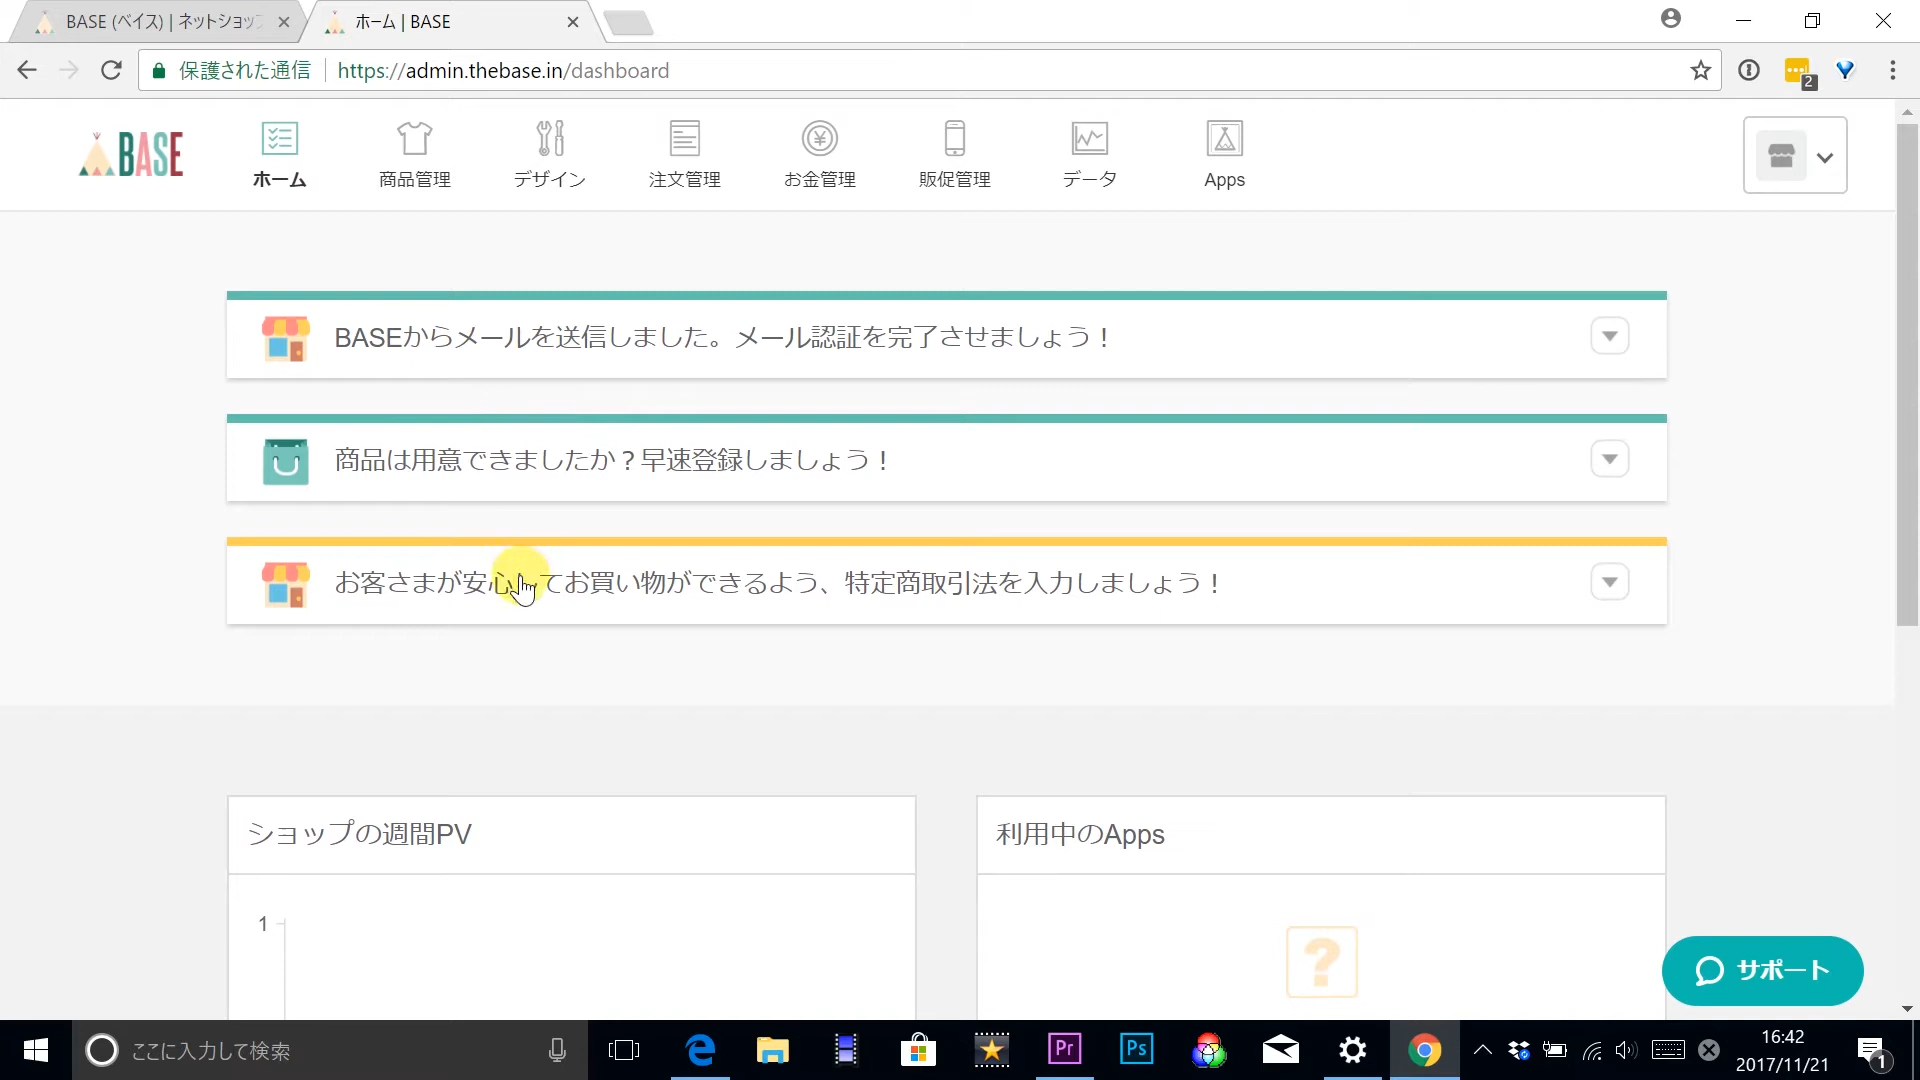 BASE (ベイス) | ネットショップ
ホーム | BASE
保護された通信
https://admin.thebase.in/dashboard
2
BASE
ホーム
商品管理
デザイン
注文管理
お金管理
販促管理
データ
Apps
BASEからメールを送信しました。メール認証を完了させましょう！
商品は用意できましたか？早速登録しましょう！
お客さまが安心してお買い物ができるよう、特定商取引法を入力しましょう！
ショップの週間PV
利用中のApps
1
?
サポート
ここに入力して検索
Pr
Ps
16:42
2017/11/21
1